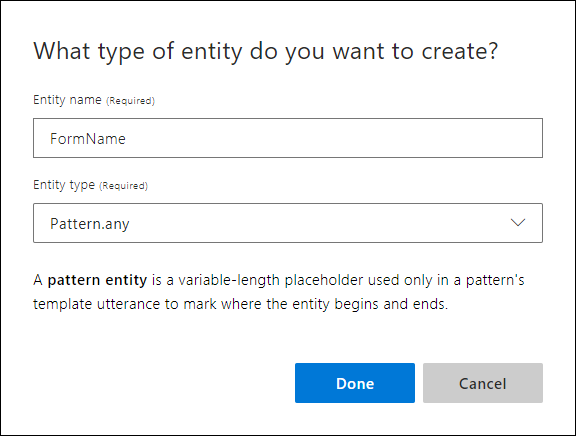 What type of entity do you want to create?
Entity name (Required)
FormName
Entity type (Required)
Pattern.any
A pattern entity is a variable-length placeholder used only in a pattern's
template utterance to mark where the entity begins and ends.
Done Cancel